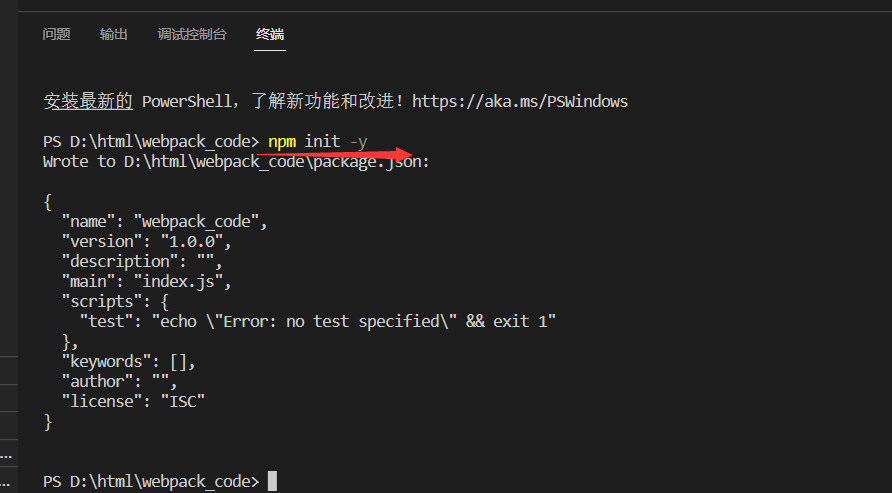 问题 输出 调试控制台 终端
安装最新的 PowerShell，了解新功能和改进！https://aka.ms/PSWindows
PS D:\html\webpack_code> npm init -y
Wrote to D:\html\webpack_code\package.json:
{
  "name": "webpack_code",
  "version": "1.0.0",
  "description": "",
  "main": "index.js",
  "scripts": {
    "test": "echo \"Error: no test specified\" && exit 1"
  },
  "keywords": [],
  "author": "",
  "license": "ISC"
}
...
PS D:\html\webpack_code>
...